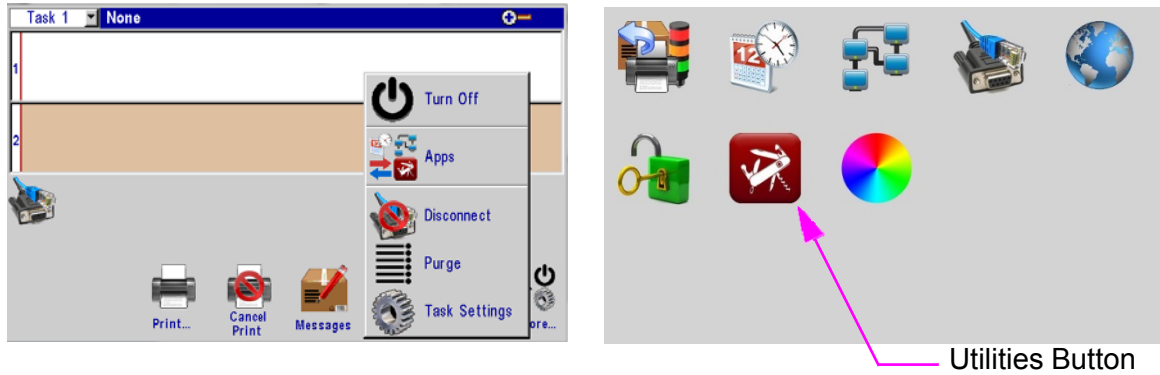 Task 1 None
1
2
Turn Off
Apps
Disconnect
Purge
Task Settings
Print...
Cancel
Print
Messages
ore...
12
Utilities Button